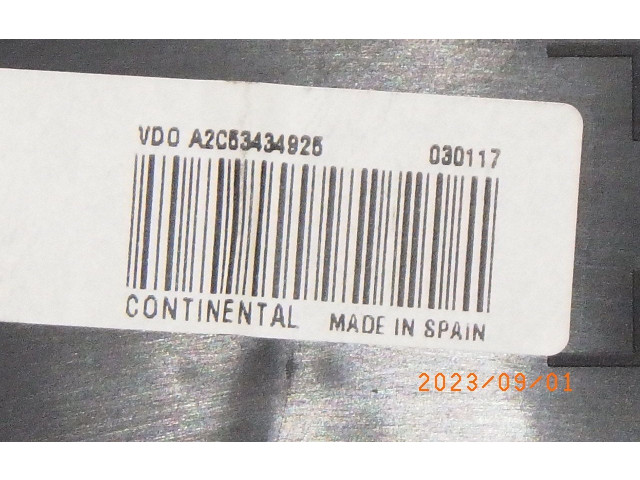 VDO A2C53434925 030117
CONTINENTAL MADE IN SPAIN
2023/09/01